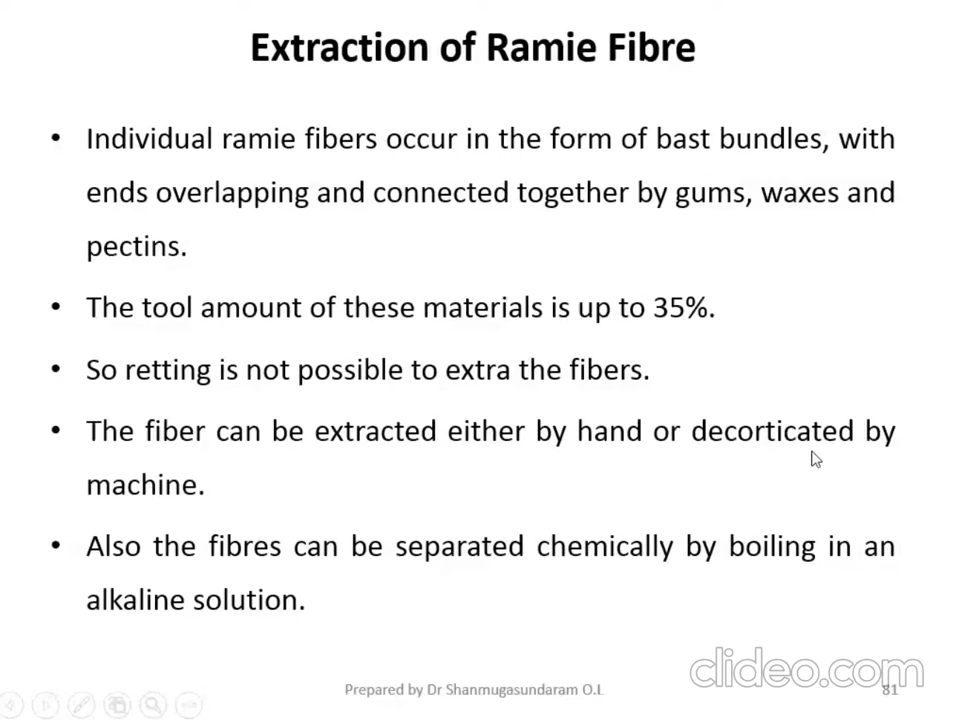 Extraction of Ramie Fibre
• Individual ramie fibers occur in the form of bast bundles, with
ends overlapping and connected together by gums, waxes and
pectins.
• The tool amount of these materials is up to 35%.
• So retting is not possible to extra the fibers.
• The fiber can be extracted either by hand or decorticated by
machine.
• Also the fibres can be separated chemically by boiling in an
alkaline solution.
clideo.com
Prepared by Dr Shanmugasundaram O.L
81